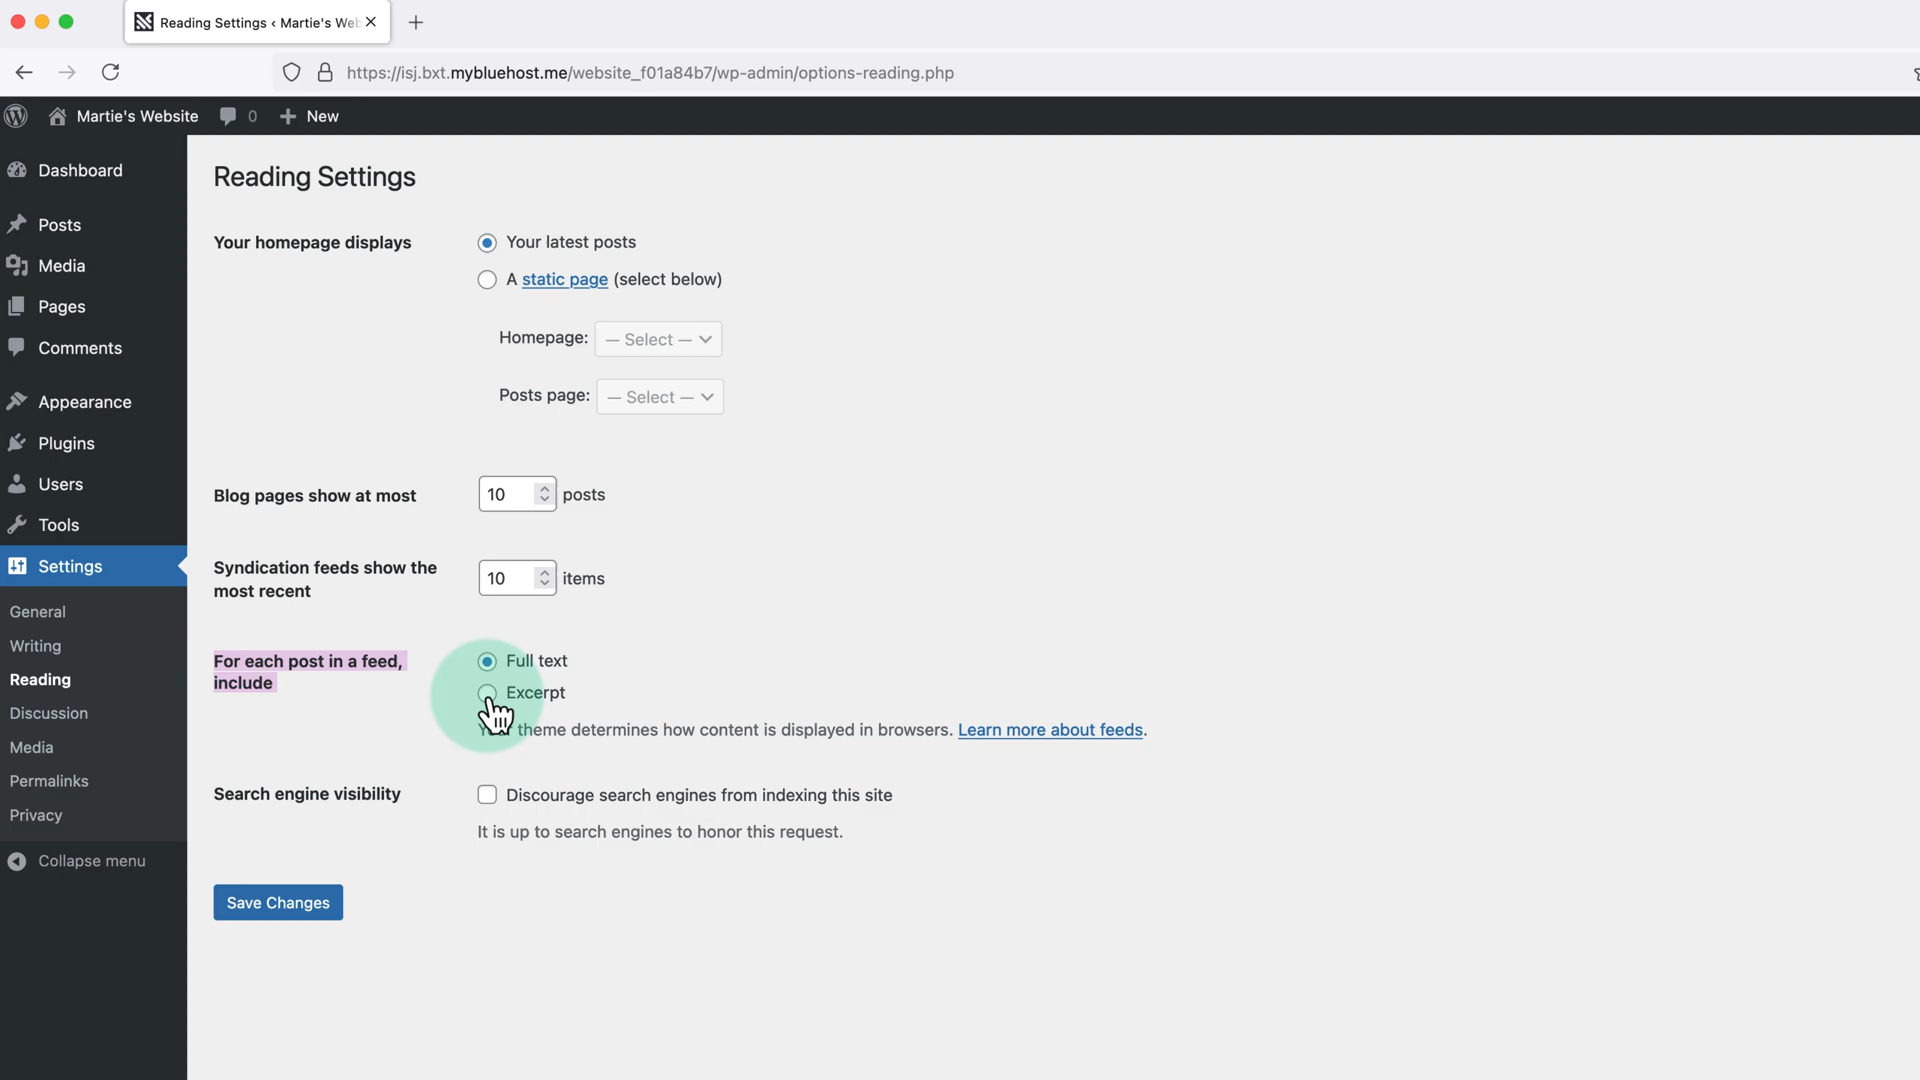 Reading Settings ‹ Martie's Web
https://isj.bxt.mybluehost.me/website_f01a84b7/wp-admin/options-reading.php
Martie's Website 0 New
Dashboard
Posts
Media
Pages
Comments
Appearance
Plugins
Users
Tools
Settings
General
Writing
Reading
Discussion
Media
Permalinks
Privacy
Collapse menu
Reading Settings
Your homepage displays
Your latest posts
A static page (select below)
Homepage: — Select —
Posts page: — Select —
Blog pages show at most
10 posts
Syndication feeds show the
most recent
10 items
For each post in a feed,
include
Full text
Excerpt
theme determines how content is displayed in browsers. Learn more about feeds.
Search engine visibility
Discourage search engines from indexing this site
It is up to search engines to honor this request.
Save Changes